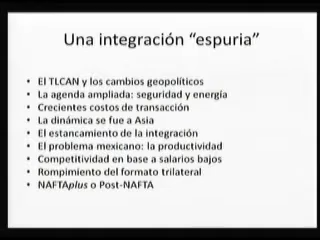 Una integración “espuria”
• El TLCAN y los cambios geopolíticos
• La agenda ampliada: seguridad y energía
• Crecientes costos de transacción
• La dinámica se fue a Asia
• El estancamiento de la integración
• El problema mexicano: la productividad
• Competitividad en base a salarios bajos
• Rompimiento del formato trilateral
• NAFTAplus o Post-NAFTA